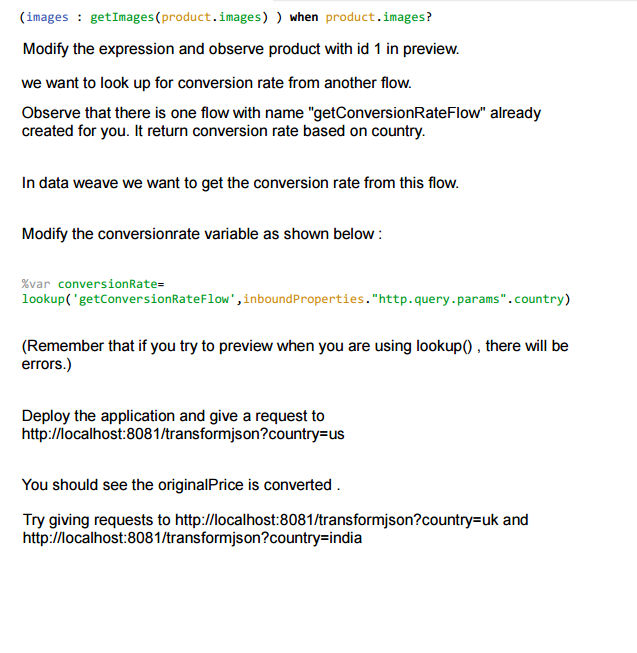 (images : getImages(product.images) ) when product.images?
Modify the expression and observe product with id 1 in preview.
we want to look up for conversion rate from another flow.
Observe that there is one flow with name "getConversionRateFlow" already
created for you. It return conversion rate based on country.
In data weave we want to get the conversion rate from this flow.
Modify the conversionrate variable as shown below :
%var conversionRate=
lookup('getConversionRateFlow',inboundProperties."http.query.params".country)
(Remember that if you try to preview when you are using lookup() , there will be
errors.)
Deploy the application and give a request to
http://localhost:8081/transformjson?country=us
You should see the originalPrice is converted .
Try giving requests to http://localhost:8081/transformjson?country=uk and
http://localhost:8081/transformjson?country=india